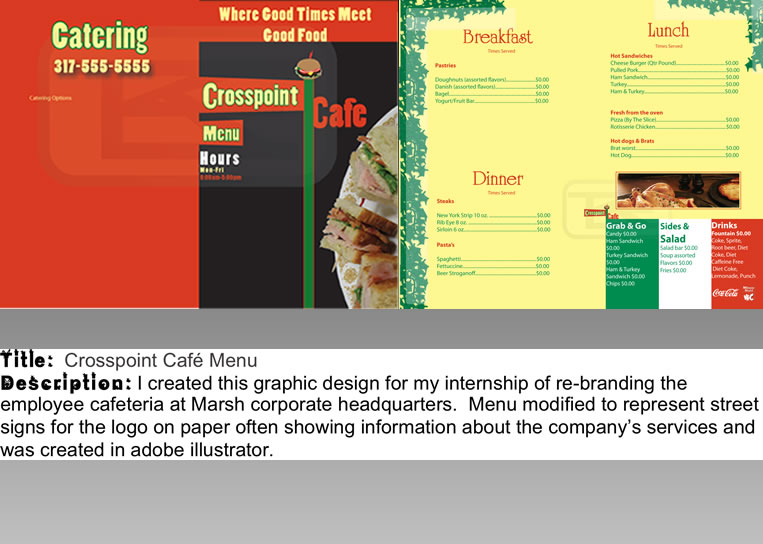 Catering
317-555-5555
Catering Options
Where Good Times Meet
Good Food
Crosspoint
Cafe
Menu
Hours
Mon-Fri
Breakfast
Times Served
Pastries
Doughnuts (assorted flavors)...$0.00
Danish (assorted flavors)...$0.00
Bagel...$0.00
Yogurt/Fruit Bar...$0.00
Dinner
Times Served
Steaks
New York Strip 10 oz. ...$0.00
Rib Eye 8 oz. ...$0.00
Sirloin 6 oz...$0.00
Pasta's
Spaghetti...$0.00
Fettuccine...$0.00
Beer Stroganoff...$0.00
Lunch
Times Served
Hot Sandwiches
Cheese Burger (Qtr Pound)...$0.00
Pulled Pork...$0.00
Ham Sandwich...$0.00
Turkey...$0.00
Ham & Turkey...$0.00
Fresh from the oven
Pizza (By The Slice)...$0.00
Rotisserie Chicken...$0.00
Hot dogs & Brats
Brat worst...$0.00
Hot Dog...$0.00
Crosspoint
Cafe
Grab & Go
Candy $0.00
Ham Sandwich
$0.00
Turkey Sandwich
$0.00
Ham & Turkey
Sandwich $0.00
Chips $0.00
Sides &
Salad
Salad bar $0.00
Soup assorted
Flavors $0.00
Fries $0.00
Drinks
Fountain $0.00
Coke, Sprite,
Root beer, Diet
Coke, Diet
Caffeine Free
Diet Coke,
Lemonade, Punch
Coca-Cola
Title: Crosspoint Café Menu
Description: I created this graphic design for my internship of re-branding the
employee cafeteria at Marsh corporate headquarters. Menu modified to represent street
signs for the logo on paper often showing information about the company's services and
was created in adobe illustrator.